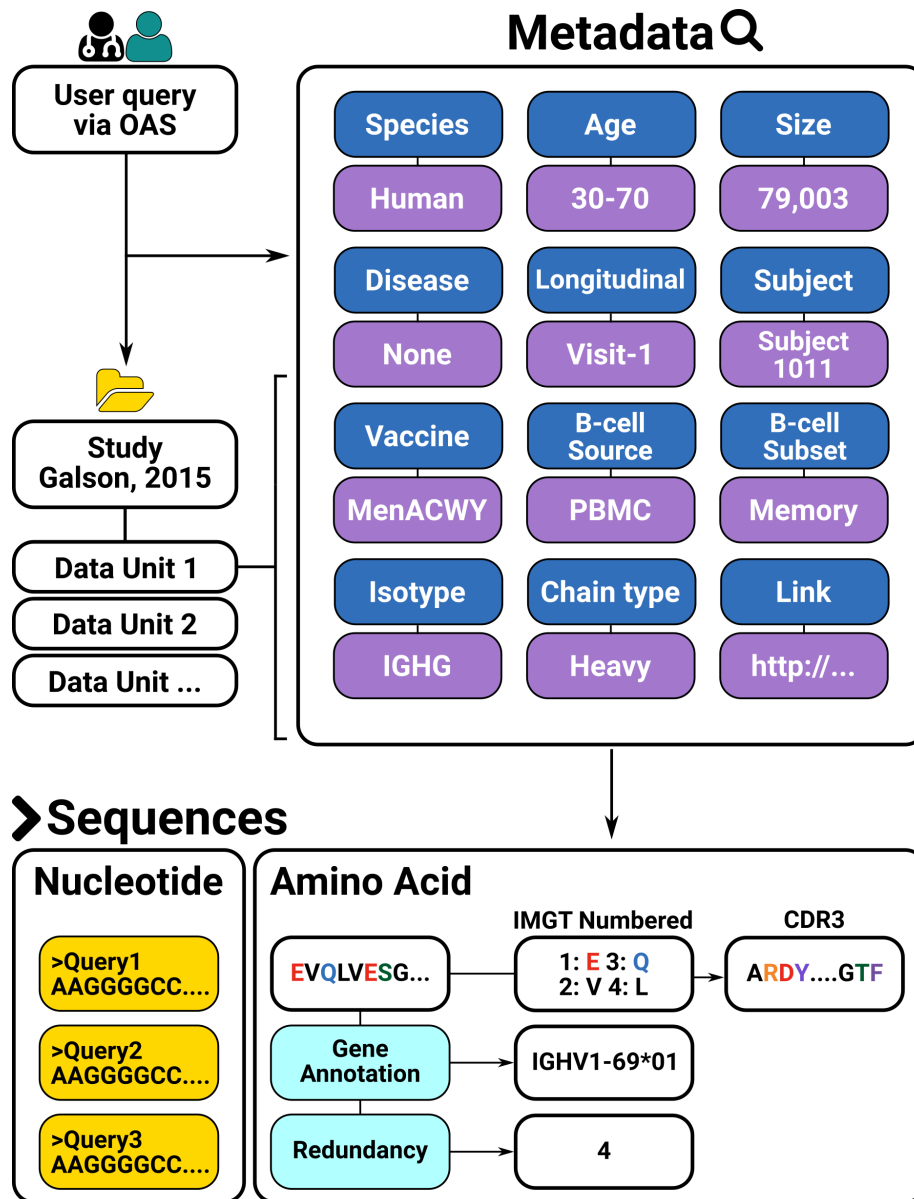 Metadata
User query
via OAS
Species
Age
Size
Human
30-70
79,003
Disease
Longitudinal
Subject
None
Visit-1
Subject
1011
Study
Galson, 2015
Data Unit 1
Data Unit 2
Data Unit ...
Vaccine
B-cell
Source
B-cell
Subset
MenACWY
PBMC
Memory
Isotype
Chain type
Link
IGHG
Heavy
http://...
Sequences
Nucleotide
>Query1
AAGGGGCC....
>Query2
AAGGGGCC....
>Query3
AAGGGGCC....
Amino Acid
IMGT Numbered
CDR3
EVQLVESG...
1: E 3: Q
2: V 4: L
ARDY....GTF
Gene
Annotation
IGHV1-69*01
Redundancy
4